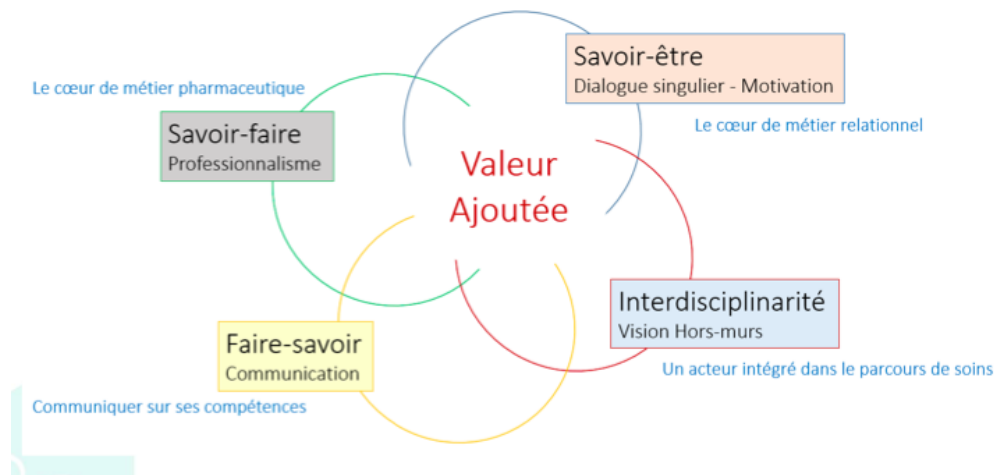 Savoir-être
Dialogue singulier - Motivation
Le cœur de métier relationnel
Le cœur de métier pharmaceutique
Savoir-faire
Professionnalisme
Valeur
Ajoutée
Interdisciplinarité
Vision Hors-murs
Un acteur intégré dans le parcours de soins
Faire-savoir
Communication
Communiquer sur ses compétences